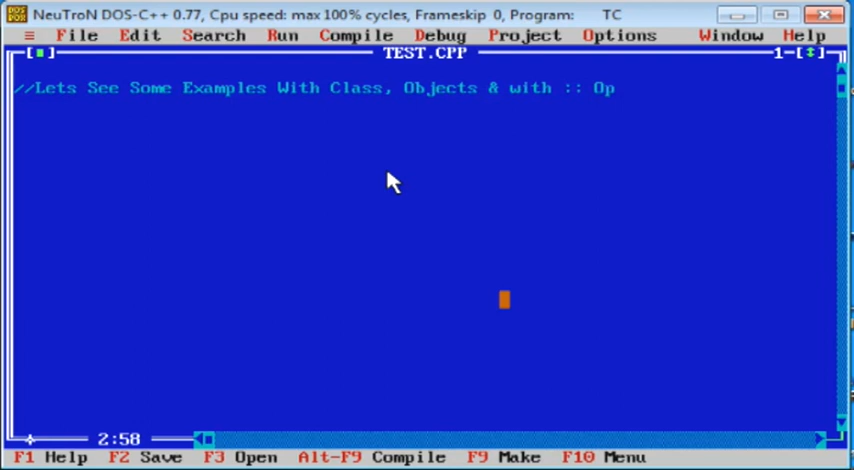 NeuTroN DOS-C++ 0.77, Cpu speed: max 100% cycles, Frameskip 0, Program: TC
≡ File Edit Search Run Compile Debug Project Options Window Help
[■] TEST.CPP 1-[↕]
//Lets See Some Examples With Class, Objects & with :: Op
2:58
F1 Help F2 Save F3 Open Alt-F9 Compile F9 Make F10 Menu